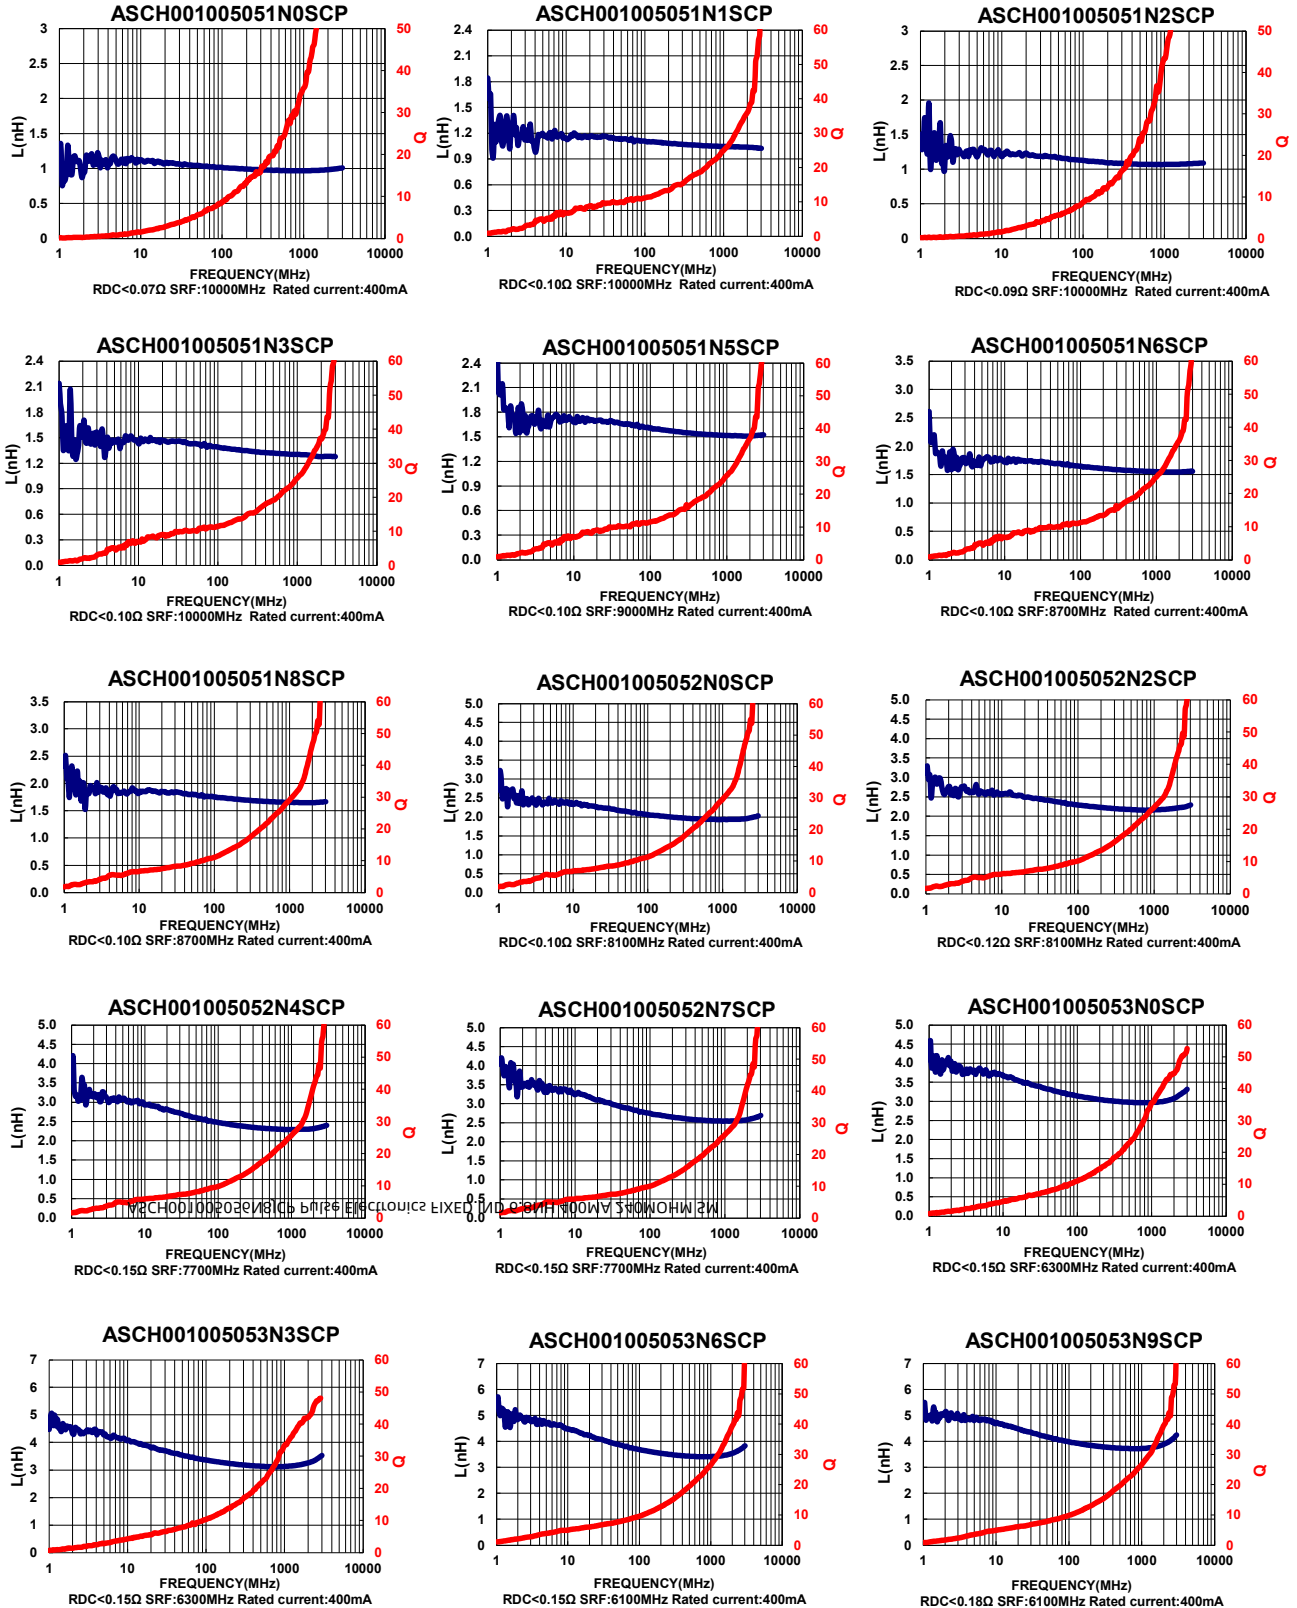 ASCH001005051N0SCP
3
2.5
2
1.5
1
0.5
0
50
40
30
20
10
0
L(nH)
Q
1 10 100 1000 10000
FREQUENCY(MHz)
RDC<0.07Ω SRF:10000MHz Rated current:400mA
ASCH001005051N1SCP
2.4
2.1
1.8
1.5
1.2
0.9
0.6
0.3
0.0
60
50
40
30
20
10
0
L(nH)
Q
1 10 100 1000 10000
FREQUENCY(MHz)
RDC<0.10Ω SRF:10000MHz Rated current:400mA
ASCH001005051N2SCP
3
2.5
2
1.5
1
0.5
0
50
40
30
20
10
0
L(nH)
Q
1 10 100 1000 10000
FREQUENCY(MHz)
RDC<0.09Ω SRF:10000MHz Rated current:400mA
ASCH001005051N3SCP
2.4
2.1
1.8
1.5
1.2
0.9
0.6
0.3
0.0
60
50
40
30
20
10
0
L(nH)
Q
1 10 100 1000 10000
FREQUENCY(MHz)
RDC<0.10Ω SRF:10000MHz Rated current:400mA
ASCH001005051N5SCP
2.4
2.1
1.8
1.5
1.2
0.9
0.6
0.3
0.0
60
50
40
30
20
10
0
L(nH)
Q
1 10 100 1000 10000
FREQUENCY(MHz)
RDC<0.10Ω SRF:9000MHz Rated current:400mA
ASCH001005051N6SCP
3.5
3.0
2.5
2.0
1.5
1.0
0.5
0.0
60
50
40
30
20
10
0
L(nH)
Q
1 10 100 1000 10000
FREQUENCY(MHz)
RDC<0.10Ω SRF:8700MHz Rated current:400mA
ASCH001005051N8SCP
3.5
3.0
2.5
2.0
1.5
1.0
0.5
0.0
60
50
40
30
20
10
0
L(nH)
Q
1 10 100 1000 10000
FREQUENCY(MHz)
RDC<0.10Ω SRF:8700MHz Rated current:400mA
ASCH001005052N0SCP
5.0
4.5
4.0
3.5
3.0
2.5
2.0
1.5
1.0
0.5
0.0
60
50
40
30
20
10
0
L(nH)
Q
1 10 100 1000 10000
FREQUENCY(MHz)
RDC<0.10Ω SRF:8100MHz Rated current:400mA
ASCH001005052N2SCP
5.0
4.5
4.0
3.5
3.0
2.5
2.0
1.5
1.0
0.5
0.0
60
50
40
30
20
10
0
L(nH)
Q
1 10 100 1000 10000
FREQUENCY(MHz)
RDC<0.12Ω SRF:8100MHz Rated current:400mA
ASCH001005052N4SCP
5.0
4.5
4.0
3.5
3.0
2.5
2.0
1.5
1.0
0.5
0.0
60
50
40
30
20
10
0
L(nH)
Q
1 10 100 1000 10000
FREQUENCY(MHz)
RDC<0.15Ω SRF:7700MHz Rated current:400mA
ASCH001005052N7SCP
5.0
4.5
4.0
3.5
3.0
2.5
2.0
1.5
1.0
0.5
0.0
60
50
40
30
20
10
0
L(nH)
Q
1 10 100 1000 10000
FREQUENCY(MHz)
RDC<0.15Ω SRF:7700MHz Rated current:400mA
ASCH001005056N8JCP Pulse Electronics FIXED IND 6.8NH 400MA 240MOHM SM
ASCH001005053N0SCP
5.0
4.5
4.0
3.5
3.0
2.5
2.0
1.5
1.0
0.5
0.0
60
50
40
30
20
10
0
L(nH)
Q
1 10 100 1000 10000
FREQUENCY(MHz)
RDC<0.15Ω SRF:6300MHz Rated current:400mA
ASCH001005053N3SCP
7
6
5
4
3
2
1
0
60
50
40
30
20
10
0
L(nH)
Q
1 10 100 1000 10000
FREQUENCY(MHz)
RDC<0.15Ω SRF:6300MHz Rated current:400mA
ASCH001005053N6SCP
7
6
5
4
3
2
1
0
60
50
40
30
20
10
0
L(nH)
Q
1 10 100 1000 10000
FREQUENCY(MHz)
RDC<0.15Ω SRF:6100MHz Rated current:400mA
ASCH001005053N9SCP
7
6
5
4
3
2
1
0
60
50
40
30
20
10
0
L(nH)
Q
1 10 100 1000 10000
FREQUENCY(MHz)
RDC<0.18Ω SRF:6100MHz Rated current:400mA